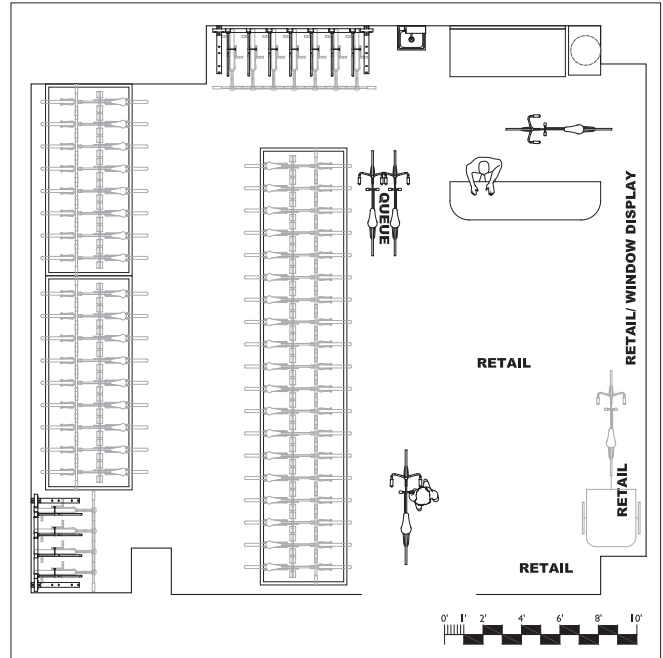 QUEUE
RETAIL/ WINDOW DISPLAY
RETAIL
RETAIL
RETAIL
0' 1' 2' 4' 6' 8' 10'